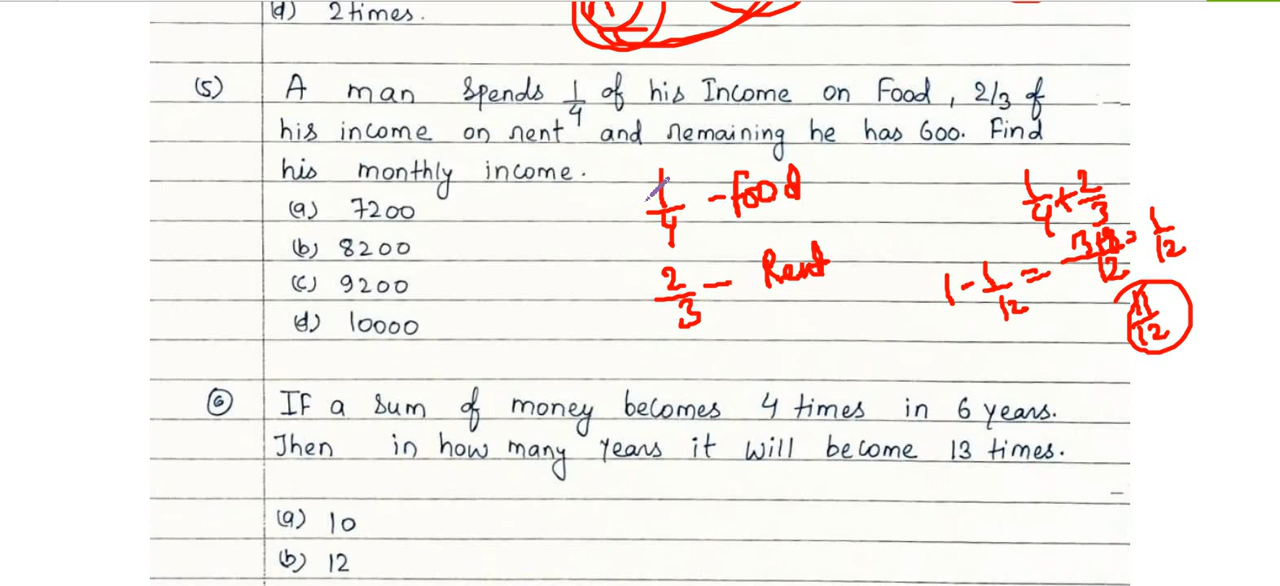 (d) 2 times.
(5) A man spends 1/4 of his Income on Food, 2/3 of
his income on rent and remaining he has 600. Find
his monthly income.
(a) 7200
(b) 8200
(c) 9200
(d) 10000
1/4 - Food
2/3 - Rent
1/4 + 2/3
1 - 1/12 =
12 = 1/12
11/12
(6) If a sum of money becomes 4 times in 6 years.
Then in how many years it will become 13 times.
(a) 10
(b) 12